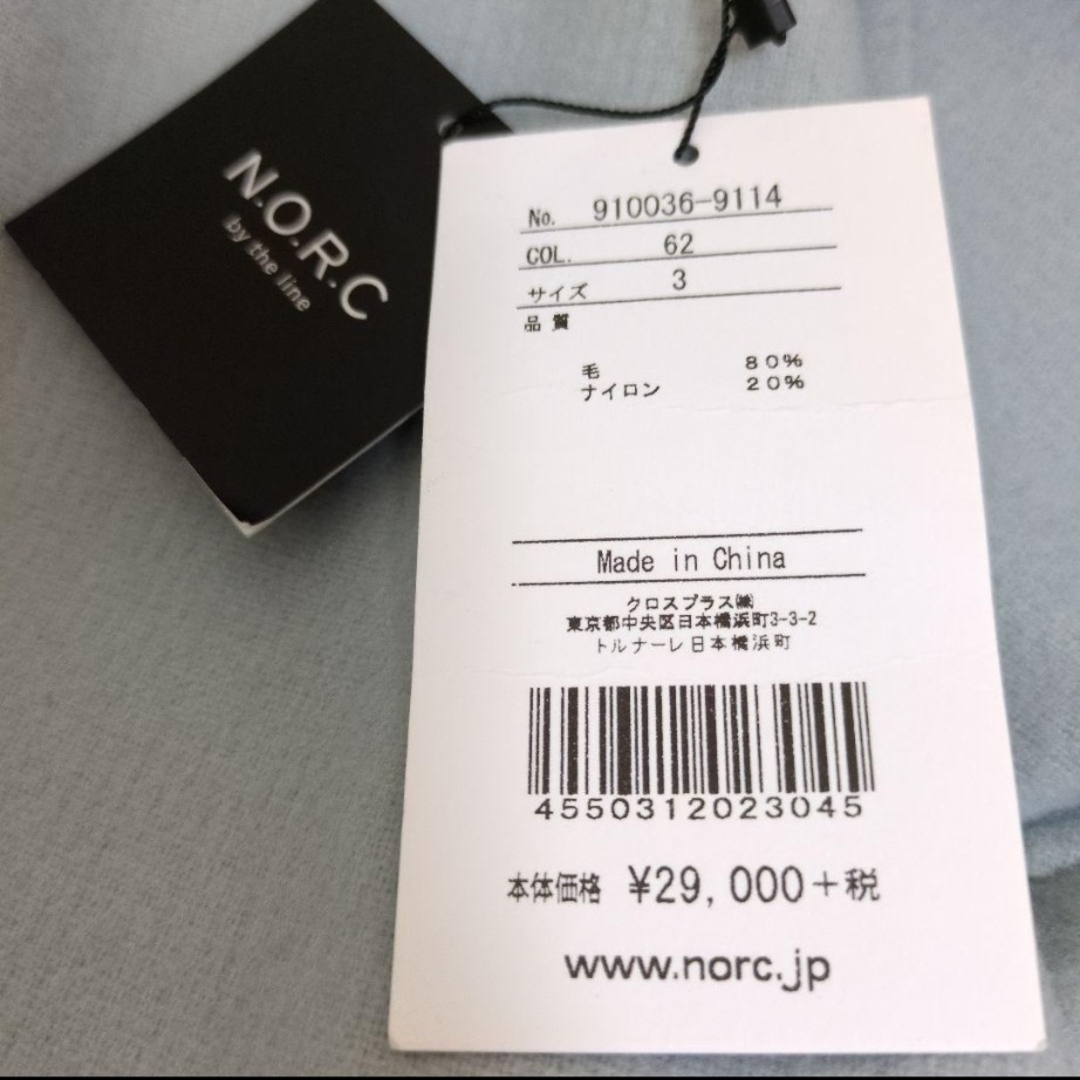 N.O.R.C
by the line
No. 910036-9114
COL. 62
サイズ 3
品質
毛 80%
ナイロン 20%
Made in China
クロスプラス㈱
東京都中央区日本橋浜町3-3-2
トルナーレ日本橋浜町
4550312023045
本体価格 ¥29,000+税
www.norc.jp